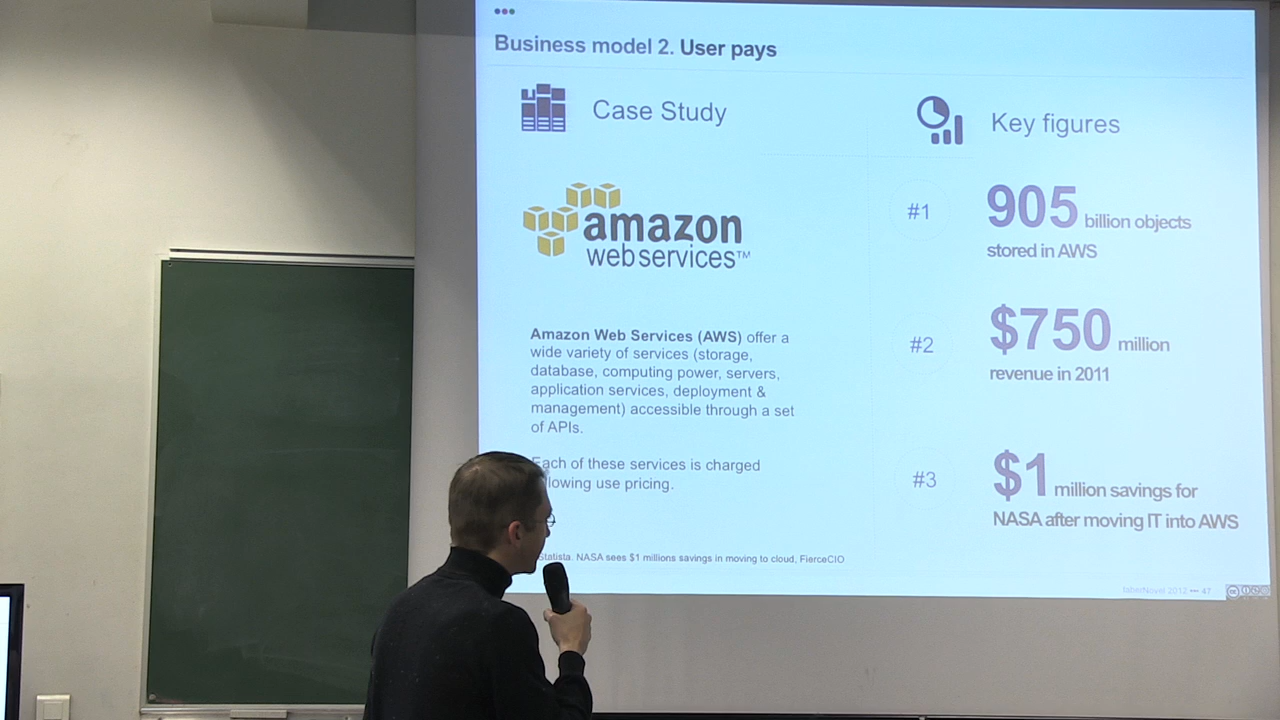 Business model 2. User pays
Case Study
amazon
webservices™
Amazon Web Services (AWS) offer a
wide variety of services (storage,
database, computing power, servers,
application services, deployment &
management) accessible through a set
of APIs.
Each of these services is charged
use pricing.
Statista. NASA sees $1 millions savings in moving to cloud, FierceCIO
Key figures
#1
905 billion objects
stored in AWS
#2
$750 million
revenue in 2011
#3
$1 million savings for
NASA after moving IT into AWS
faberNovel 2012 ••• 47